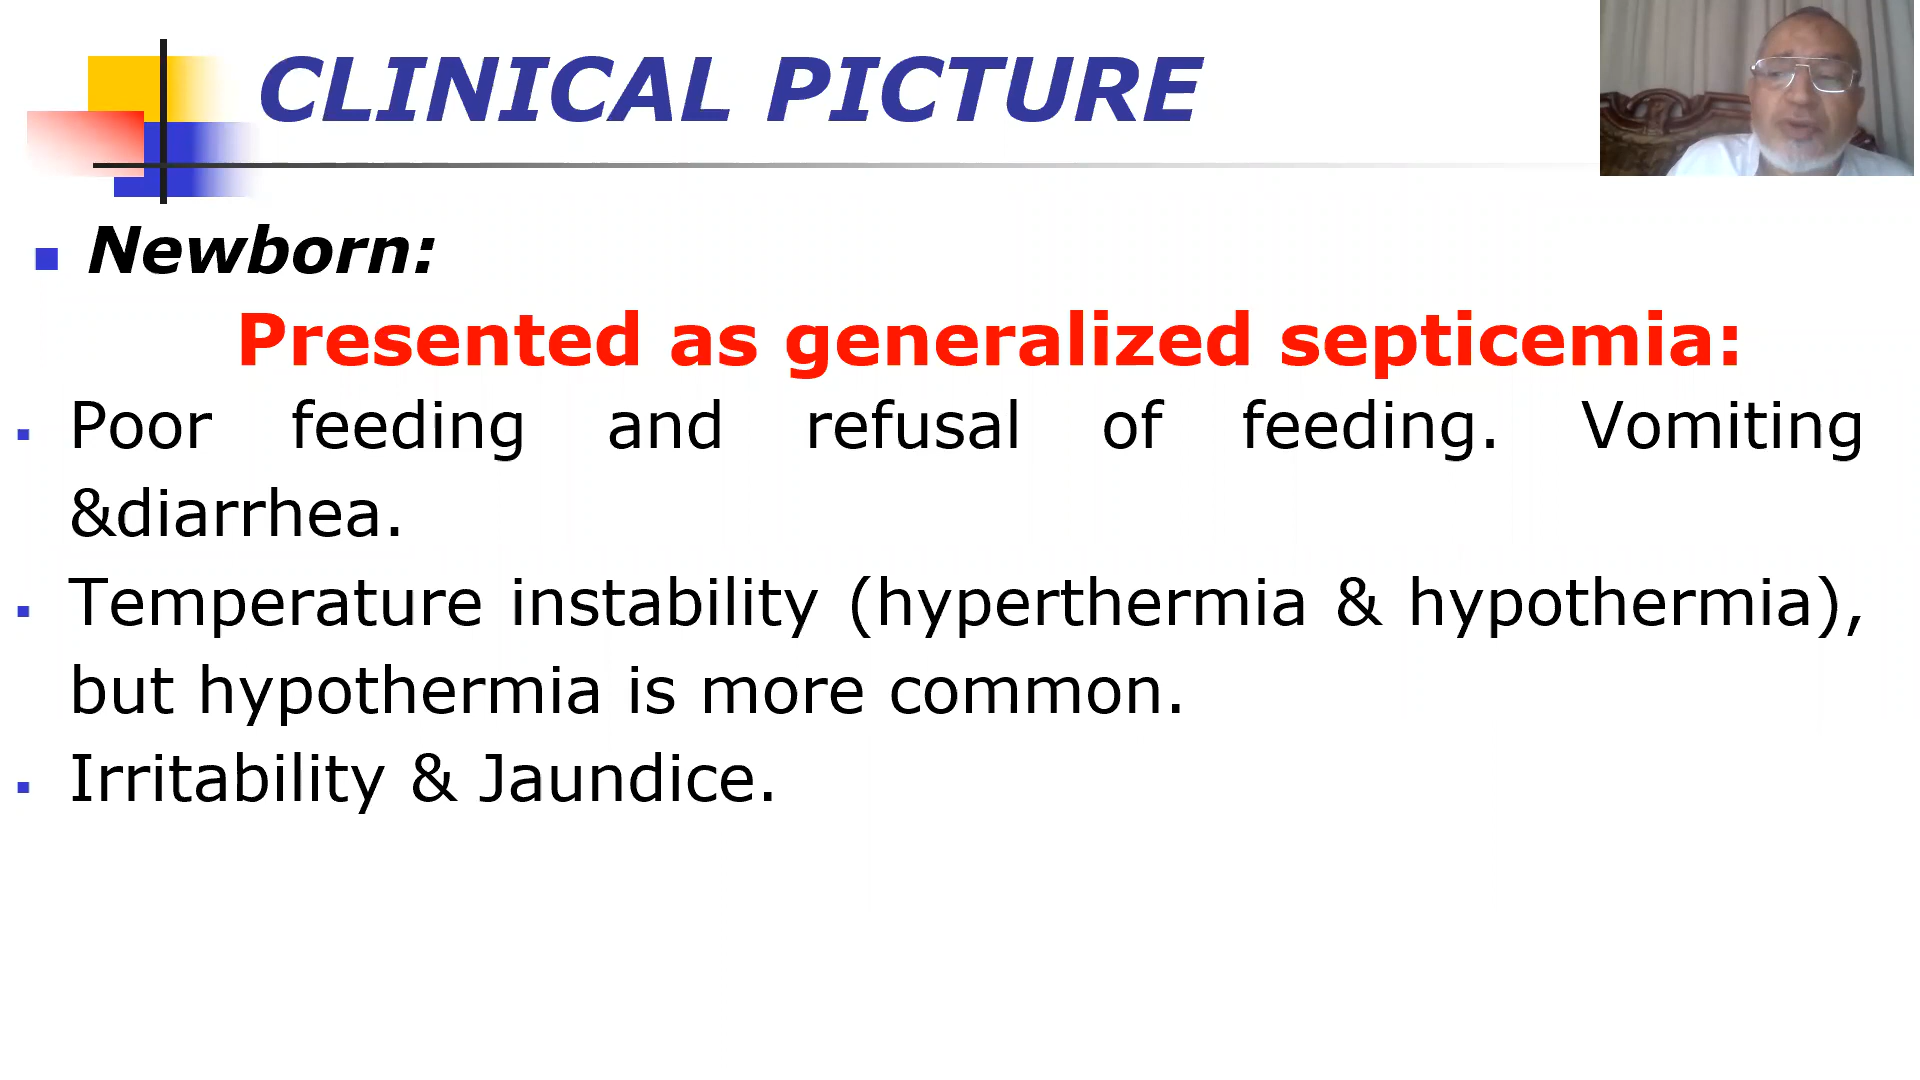 CLINICAL PICTURE
Newborn:
Presented as generalized septicemia:
Poor feeding and refusal of feeding. Vomiting
&diarrhea.
Temperature instability (hyperthermia & hypothermia),
but hypothermia is more common.
Irritability & Jaundice.